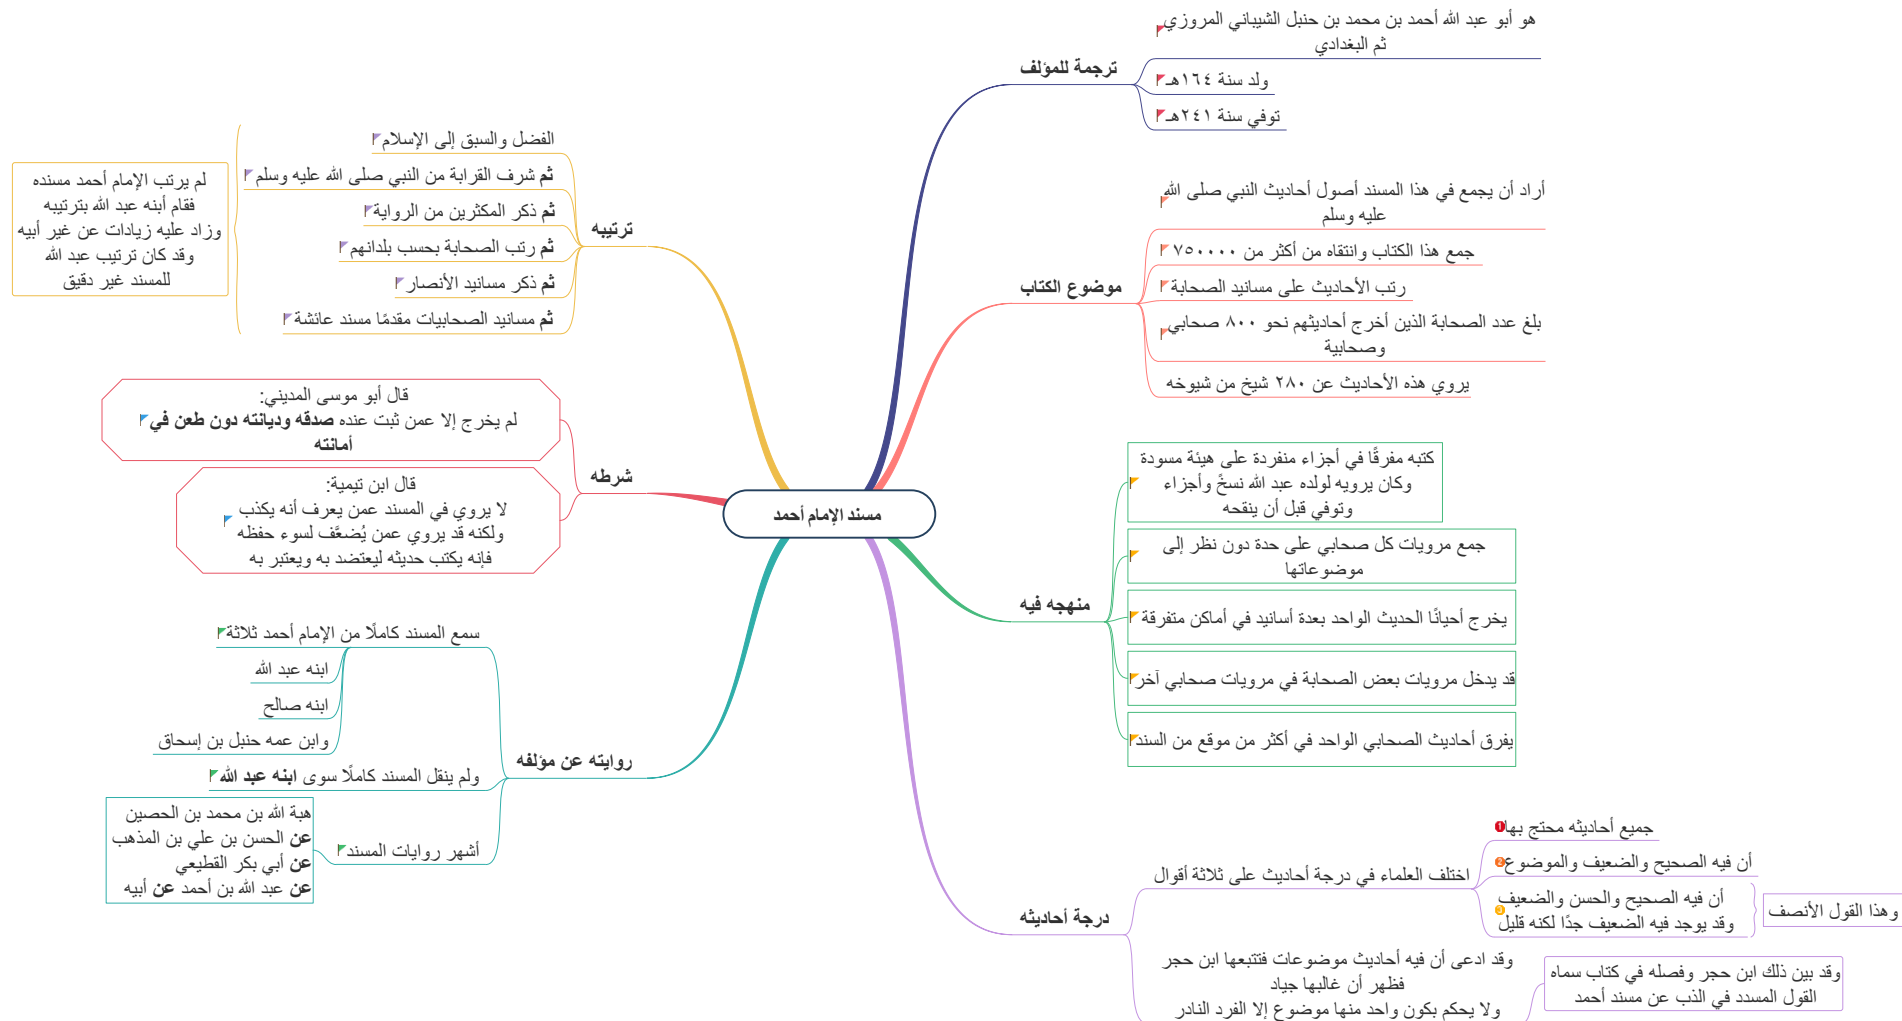 مسند الإمام أحمد
ترجمة للمؤلف
هو أبو عبد الله أحمد بن محمد بن حنبل الشيباني المروزي
ثم البغدادي
ولد سنة ١٦٤هـ
توفي سنة ٢٤١هـ
موضوع الكتاب
أراد أن يجمع في هذا المسند أصول أحاديث النبي صلى الله
عليه وسلم
جمع هذا الكتاب وانتقاه من أكثر من ٧٥٠٠٠٠
رتب الأحاديث على مسانيد الصحابة
بلغ عدد الصحابة الذين أخرج أحاديثهم نحو ٨٠٠ صحابي
وصحابية
يروي هذه الأحاديث عن ٢٨٠ شيخ من شيوخه
منهجه فيه
كتبه مفرقًا في أجزاء منفردة على هيئة مسودة
وكان يرويه لولده عبد الله نسخً وأجزاء
وتوفي قبل أن ينقحه
جمع مرويات كل صحابي على حدة دون نظر إلى
موضوعاتها
يخرج أحيانًا الحديث الواحد بعدة أسانيد في أماكن متفرقة
قد يدخل مرويات بعض الصحابة في مرويات صحابي آخر
يفرق أحاديث الصحابي الواحد في أكثر من موقع من السند
درجة أحاديثه
اختلف العلماء في درجة أحاديث على ثلاثة أقوال
1 جميع أحاديثه محتج بها
2 أن فيه الصحيح والضعيف والموضوع
3 أن فيه الصحيح والحسن والضعيف
وقد يوجد فيه الضعيف جدًا لكنه قليل
وهذا القول الأنصف
وقد ادعى أن فيه أحاديث موضوعات فتتبعها ابن حجر
فظهر أن غالبها جياد
ولا يحكم بكون واحد منها موضوع إلا الفرد النادر
وقد بين ذلك ابن حجر وفصله في كتاب سماه
القول المسدد في الذب عن مسند أحمد
ترتيبه
الفضل والسبق إلى الإسلام
ثم شرف القرابة من النبي صلى الله عليه وسلم
ثم ذكر المكثرين من الرواية
ثم رتب الصحابة بحسب بلدانهم
ثم ذكر مسانيد الأنصار
ثم مسانيد الصحابيات مقدمًا مسند عائشة
لم يرتب الإمام أحمد مسنده
فقام أبنه عبد الله بترتيبه
وزاد عليه زيادات عن غير أبيه
وقد كان ترتيب عبد الله
للمسند غير دقيق
شرطه
قال أبو موسى المديني:
لم يخرج إلا عمن ثبت عنده صدقه وديانته دون طعن في
أمانته
قال ابن تيمية:
لا يروي في المسند عمن يعرف أنه يكذب
ولكنه قد يروي عمن يُضعَّف لسوء حفظه
فإنه يكتب حديثه ليعتضد به ويعتبر به
روايته عن مؤلفه
سمع المسند كاملًا من الإمام أحمد ثلاثة
ابنه عبد الله
ابنه صالح
وابن عمه حنبل بن إسحاق
ولم ينقل المسند كاملًا سوى ابنه عبد الله
أشهر روايات المسند
هبة الله بن محمد بن الحصين
عن الحسن بن علي بن المذهب
عن أبي بكر القطيعي
عن عبد الله بن أحمد عن أبيه